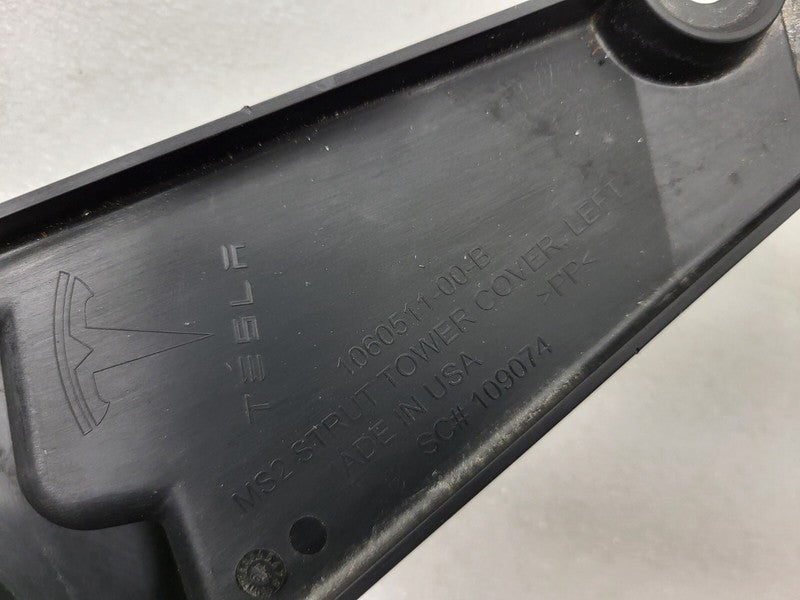 TESLA
1060511-00-B
MS2 STRUT TOWER COVER, LEFT
ADE IN USA >PP<
SC# 109074